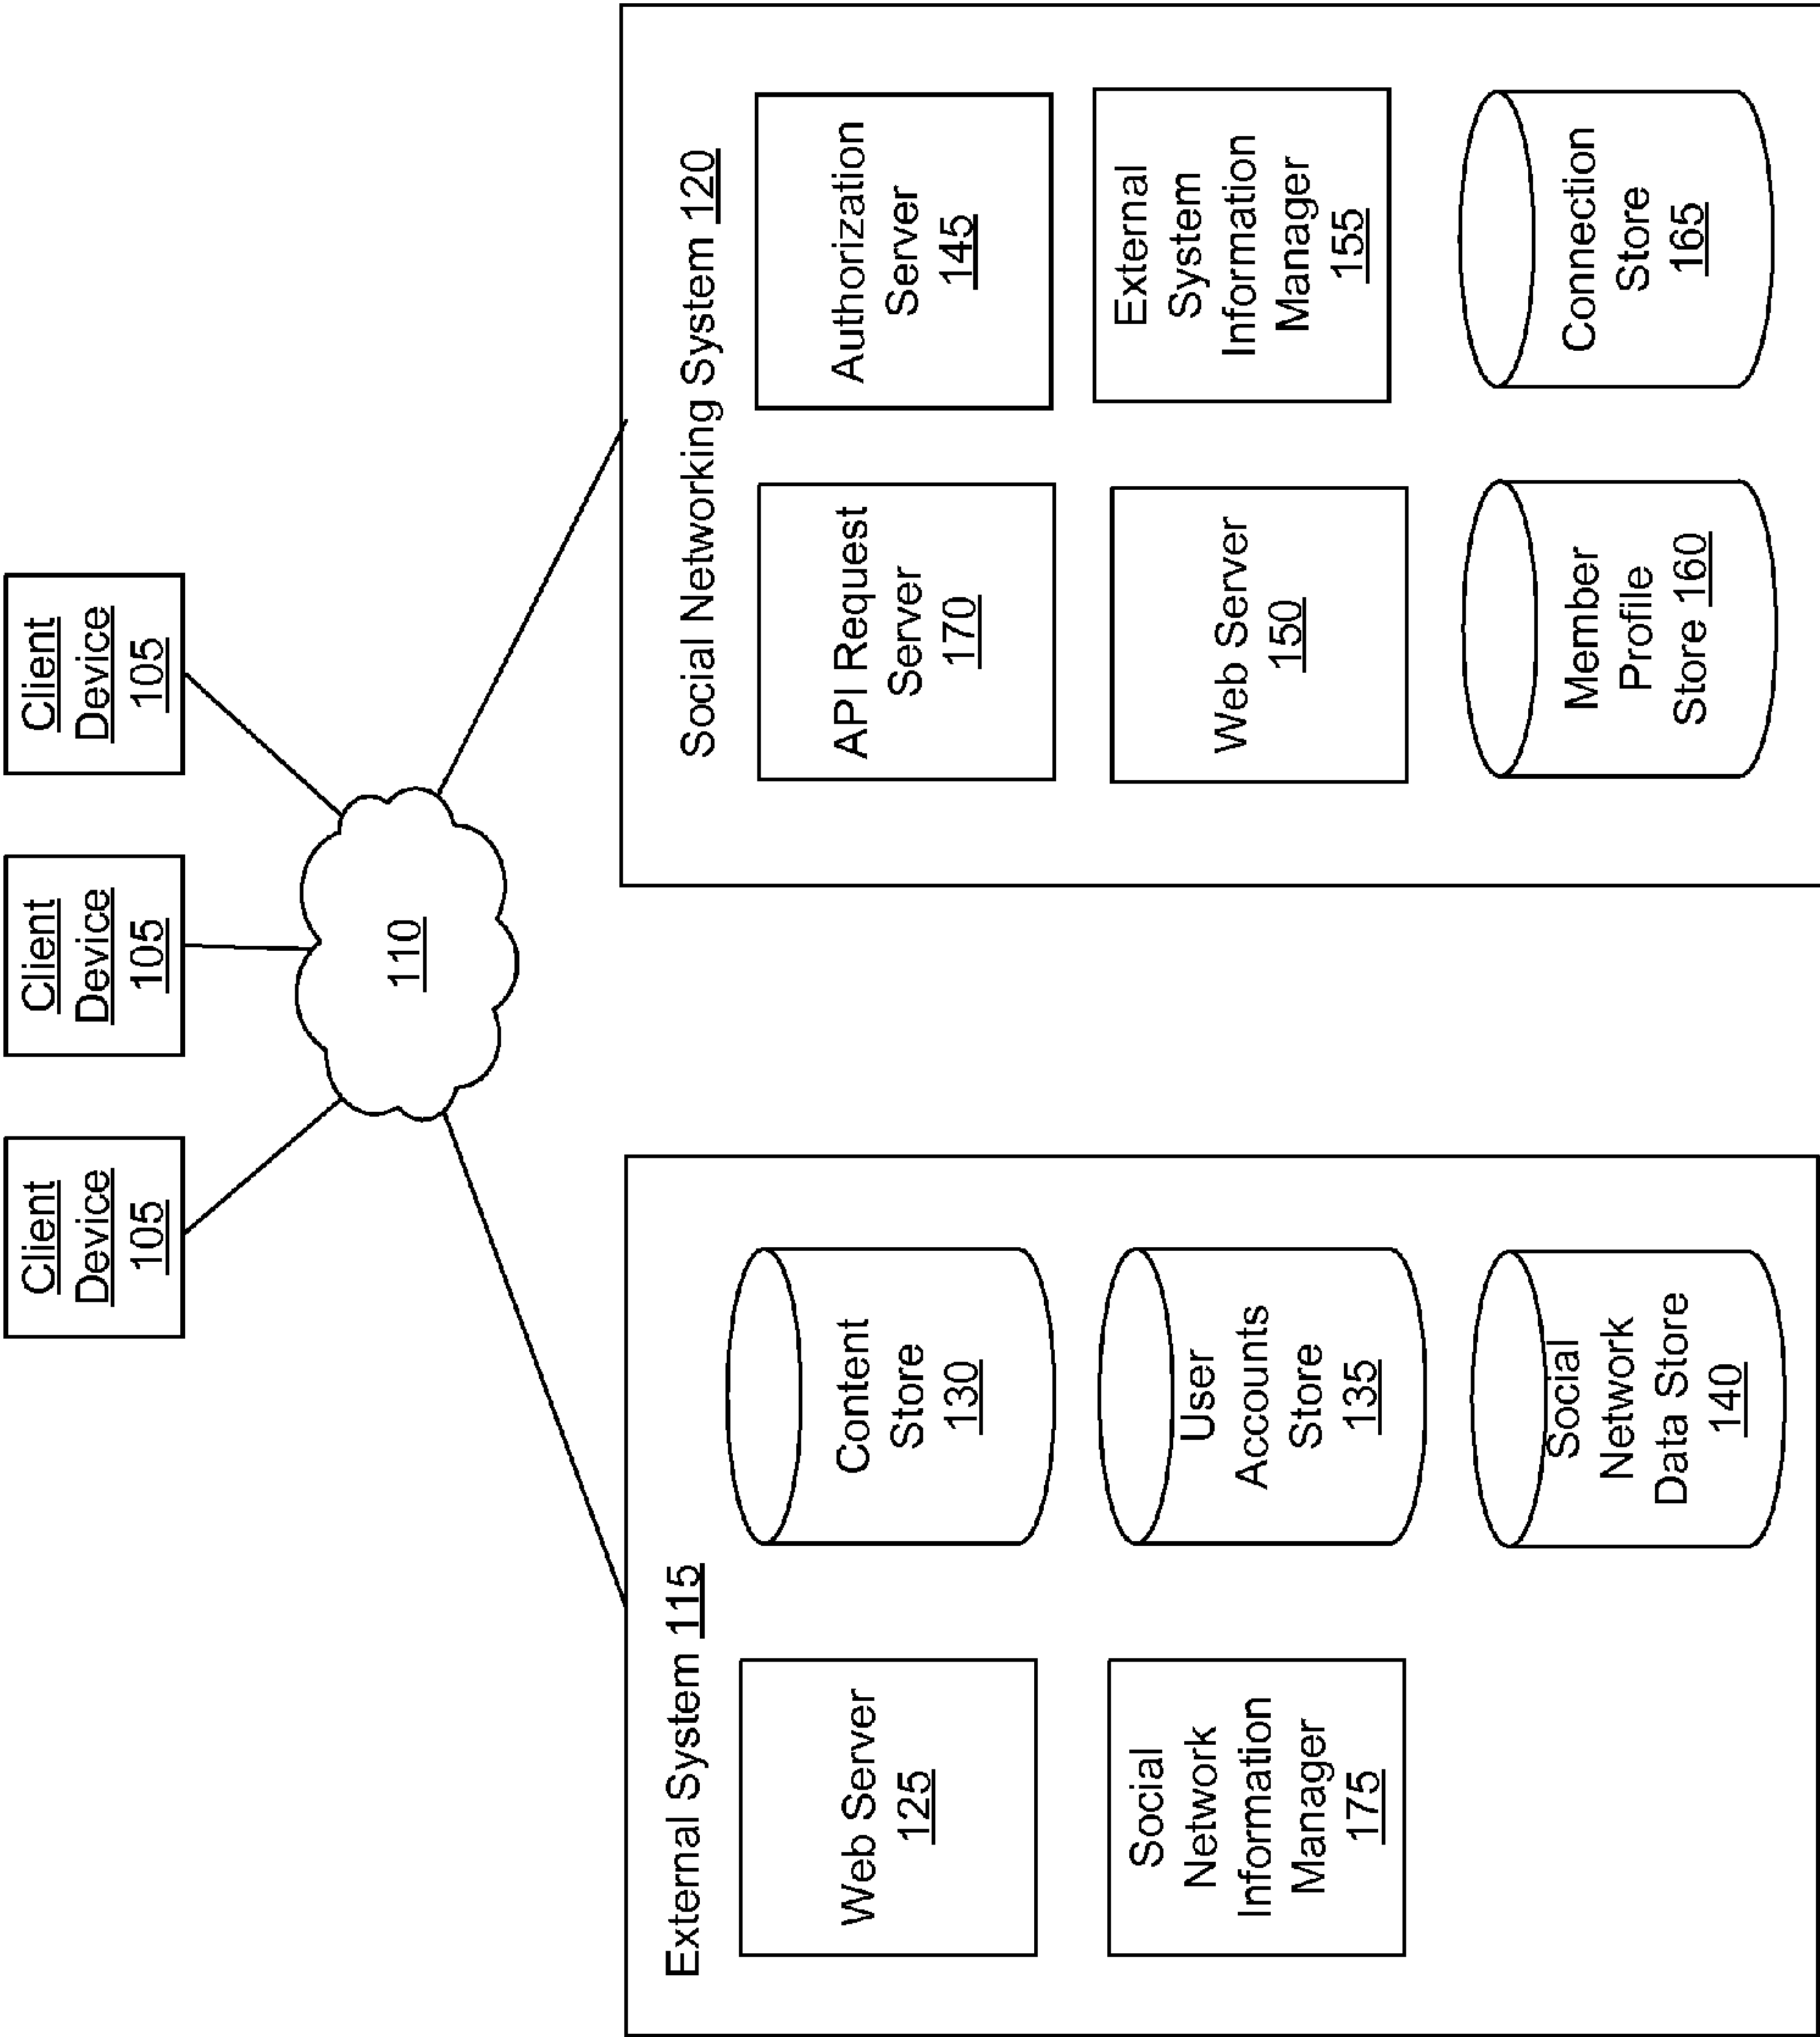 Client
Device
105
Client
Device
105
Client
Device
105
110
External System 115
Web Server
125
Content
Store
130
Social
Network
Information
Manager
175
User
Accounts
Store
135
Social
Network
Data Store
140
Social Networking System 120
API Request
Server
170
Authorization
Server
145
Web Server
150
External
System
Information
Manager
155
Member
Profile
Store 160
Connection
Store
165